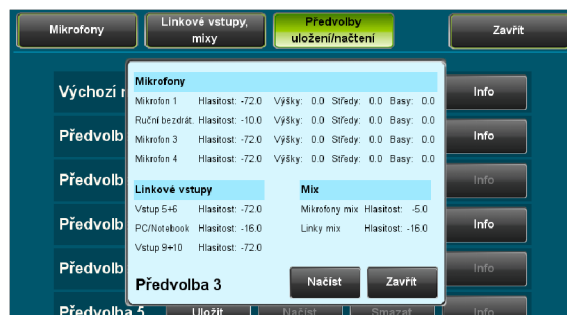 Mikrofony
Linkové vstupy,
mixy
Předvolby
uložení/načtení
Zavřít
Výchozí
Info
Předvolb
Info
Předvolb
Info
Předvolb
Info
Předvolb
Info
Předvolba 5
Uložit
Načíst
Smazat
Info
Mikrofony
Mikrofon 1 Hlasitost: -72.0 Výšky: 0.0 Středy: 0.0 Basy: 0.0
Ruční bezdrát. Hlasitost: -10.0 Výšky: 0.0 Středy: 0.0 Basy: 0.0
Mikrofon 3 Hlasitost: -72.0 Výšky: 0.0 Středy: 0.0 Basy: 0.0
Mikrofon 4 Hlasitost: -72.0 Výšky: 0.0 Středy: 0.0 Basy: 0.0
Linkové vstupy
Vstup 5+6 Hlasitost: -72.0
PC/Notebook Hlasitost: -16.0
Vstup 9+10 Hlasitost: -72.0
Mix
Mikrofony mix Hlasitost: -5.0
Linky mix Hlasitost: -16.0
Předvolba 3
Načíst
Zavřít